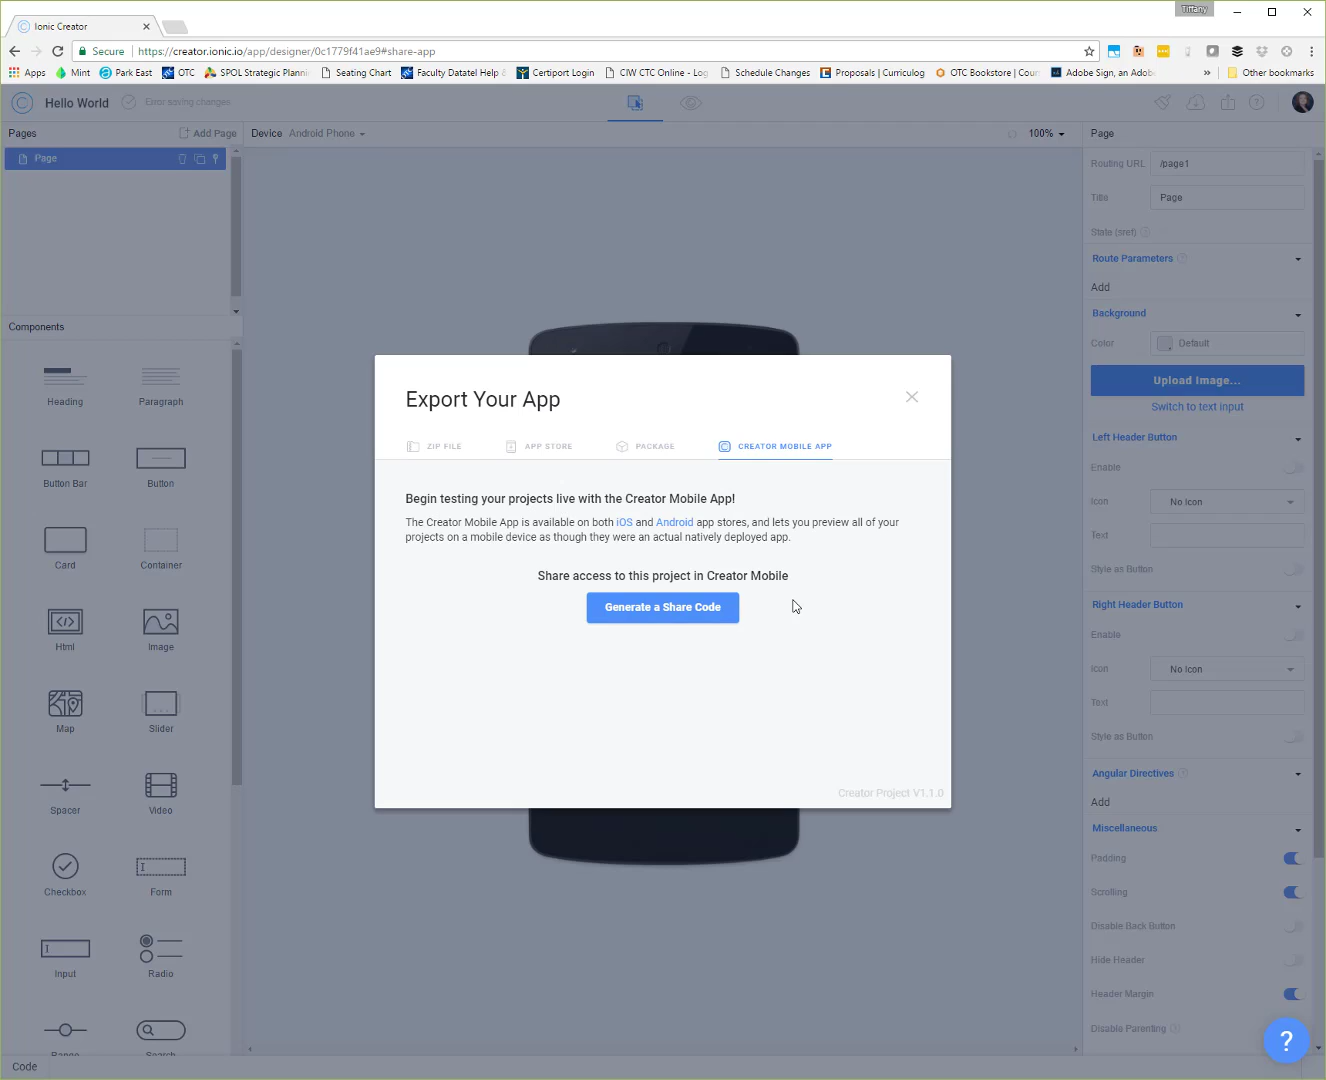 Tiffany
Ionic Creator
Secure
https://creator.ionic.io/app/designer/0c1779f41ae9#share-app
Apps Mint Park East OTC SPOL Strategic Plannin Seating Chart Faculty Datatel Help & Certiport Login CIW CTC Online - Log Schedule Changes Proposals | Curriculog OTC Bookstore | Coun Adobe Sign, an Adobe » Other bookmarks
Hello World Error saving changes
Pages Add Page Device Android Phone 100% Page
Page
Routing URL /page1
Title Page
State (sref)
Route Parameters
Add
Background
Color Default
Upload Image...
Switch to text input
Left Header Button
Enable
Icon No Icon
Text
Style as Button
Right Header Button
Enable
Icon No Icon
Text
Style as Button
Angular Directives
Add
Miscellaneous
Padding
Scrolling
Disable Back Button
Hide Header
Header Margin
Disable Parenting
Components
Heading Paragraph
Button Bar Button
Card Container
Html Image
Map Slider
Spacer Video
Checkbox Form
Input Radio
Range Search
Code
Export Your App
ZIP FILE APP STORE PACKAGE CREATOR MOBILE APP
Begin testing your projects live with the Creator Mobile App!
The Creator Mobile App is available on both iOS and Android app stores, and lets you preview all of your
projects on a mobile device as though they were an actual natively deployed app.
Share access to this project in Creator Mobile
Generate a Share Code
Creator Project V1.1.0
?